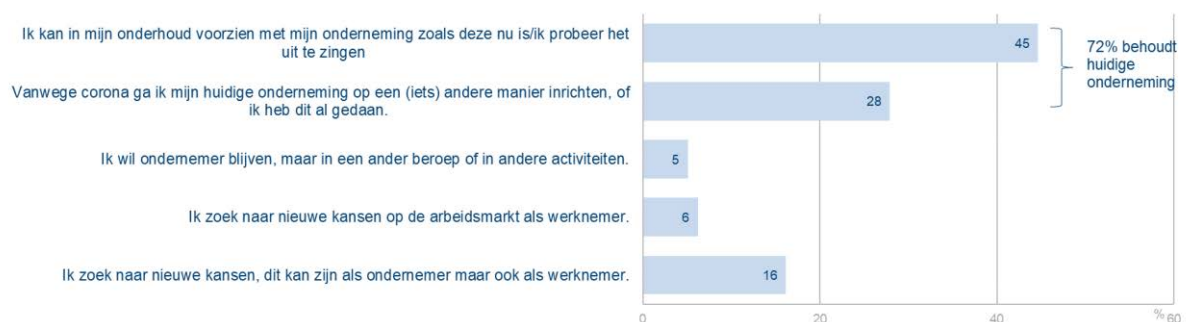 Ik kan in mijn onderhoud voorzien met mijn onderneming zoals deze nu is/ik probeer het
uit te zingen
45
72% behoudt
huidige
onderneming
Vanwege corona ga ik mijn huidige onderneming op een (iets) andere manier inrichten, of
ik heb dit al gedaan.
28
Ik wil ondernemer blijven, maar in een ander beroep of in andere activiteiten.
5
Ik zoek naar nieuwe kansen op de arbeidsmarkt als werknemer.
6
Ik zoek naar nieuwe kansen, dit kan zijn als ondernemer maar ook als werknemer.
16
0 20 40 % 60